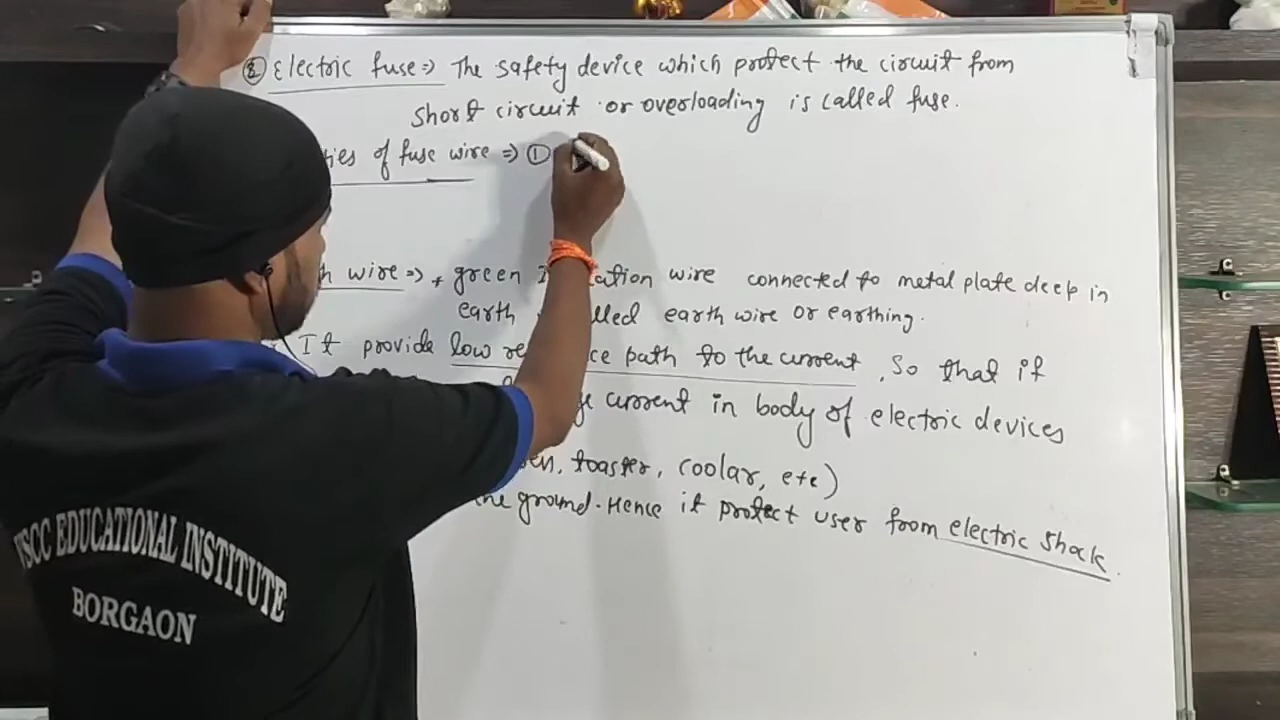 ② Electric fuse ⇒ The safety device which protect the circuit from
short circuit or overloading is called fuse.
ties of fuse wire ⇒ ①
h wire ⇒ * green ation wire connected to metal plate deep in
earth lled earth wire or earthing.
It provide low re ce path to the current, So that if
ge current in body of electric devices
en, toaster, coolar, etc)
the ground. Hence it protect user from electric shock.
VSCC EDUCATIONAL INSTITUTE
BORGAON